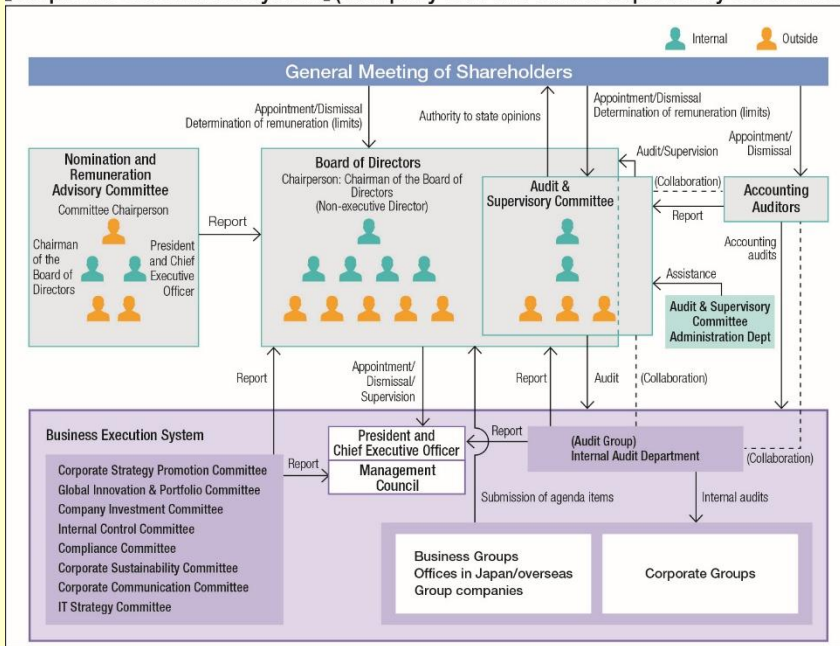 Internal
Outside
General Meeting of Shareholders
Appointment/Dismissal
Determination of remuneration (limits)
Authority to state opinions
Appointment/Dismissal
Determination of remuneration (limits)
Appointment/
Dismissal
Audit/Supervision
(Collaboration)
Nomination and
Remuneration
Advisory Committee
Committee Chairperson
Chairman
of the
Board of
Directors
President
and Chief
Executive
Officer
Report
Board of Directors
Chairperson: Chairman of the Board of
Directors
(Non-executive Director)
Audit &
Supervisory Committee
Accounting
Auditors
Report
Accounting
audits
Assistance
Audit & Supervisory
Committee
Administration Dept
Report
Appointment/
Dismissal/
Supervision
Report
Audit
(Collaboration)
Business Execution System
Corporate Strategy Promotion Committee
Global Innovation & Portfolio Committee
Company Investment Committee
Internal Control Committee
Compliance Committee
Corporate Sustainability Committee
Corporate Communication Committee
IT Strategy Committee
Report
President and
Chief Executive Officer
Management
Council
Report
(Audit Group)
Internal Audit Department
(Collaboration)
Submission of agenda items
Internal audits
Business Groups
Offices in Japan/overseas
Group companies
Corporate Groups